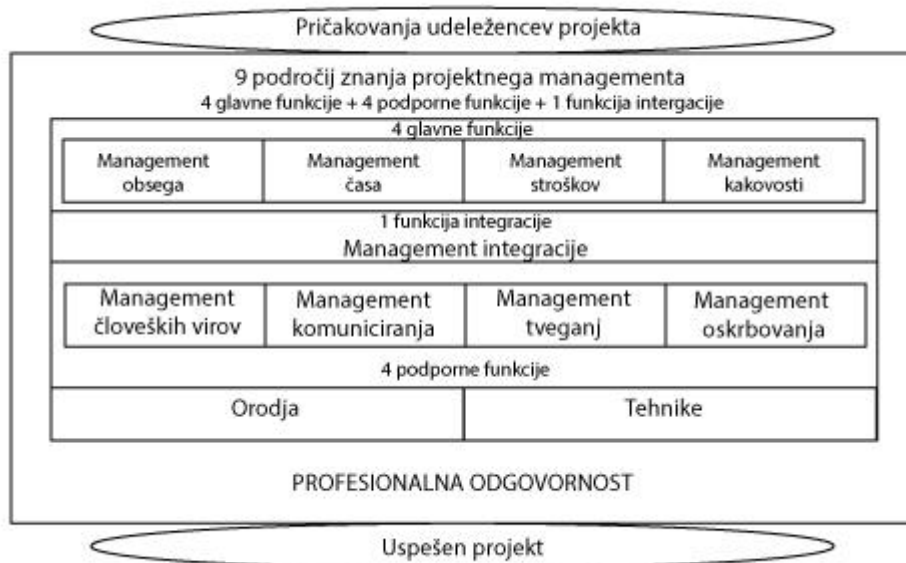 Pričakovanja udeležencev projekta
9 področij znanja projektnega managementa
4 glavne funkcije + 4 podporne funkcije + 1 funkcija intergacije
4 glavne funkcije
Management obsega
Management časa
Management stroškov
Management kakovosti
1 funkcija integracije
Management integracije
Management človeških virov
Management komuniciranja
Management tveganj
Management oskrbovanja
4 podporne funkcije
Orodja
Tehnike
PROFESIONALNA ODGOVORNOST
Uspešen projekt